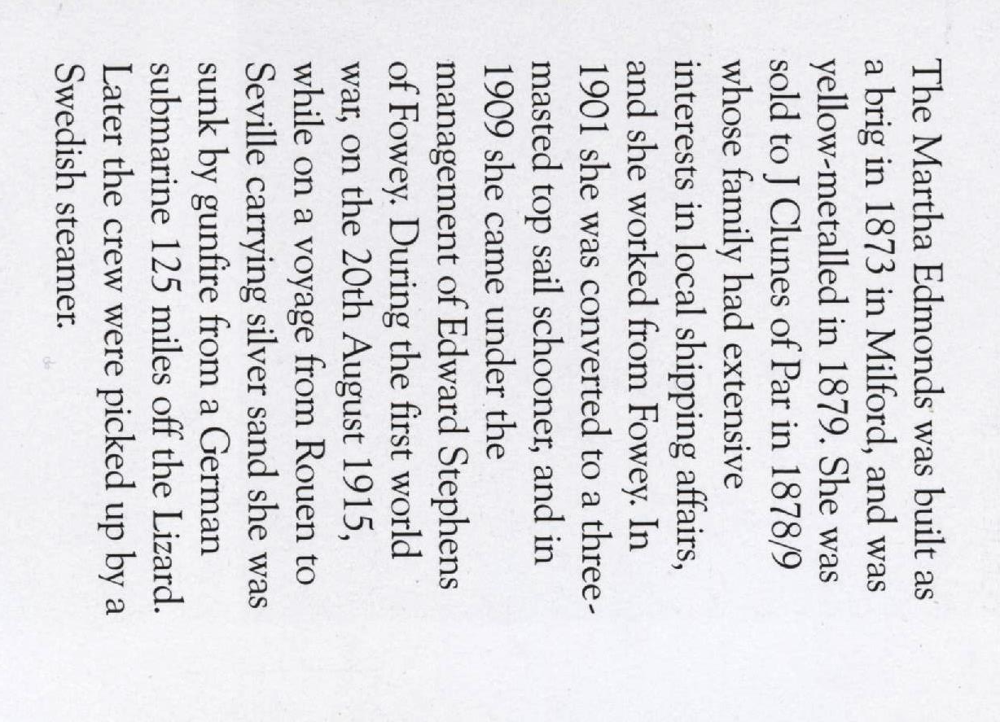 The Martha Edmonds was built as
a brig in 1873 in Milford, and was
yellow-metalled in 1879. She was
sold to J Clunes of Par in 1878/9
whose family had extensive
interests in local shipping affairs,
and she worked from Fowey. In
1901 she was converted to a three-
masted top sail schooner, and in
1909 she came under the
management of Edward Stephens
of Fowey. During the first world
war, on the 20th August 1915,
while on a voyage from Rouen to
Seville carrying silver sand she was
sunk by gunfire from a German
submarine 125 miles off the Lizard.
Later the crew were picked up by a
Swedish steamer.